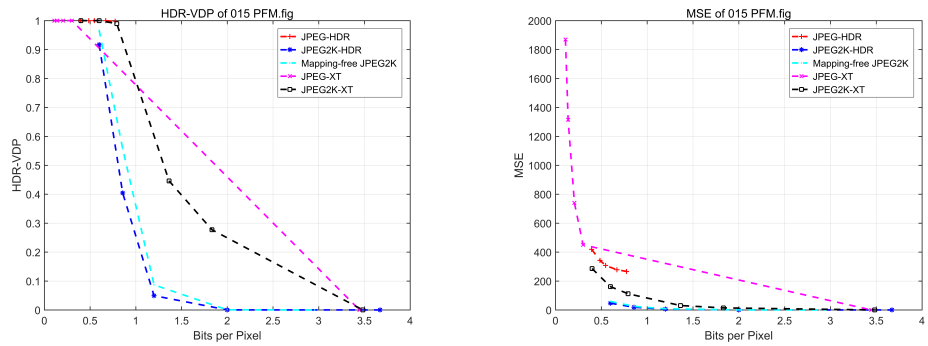 HDR-VDP of 015 PFM.fig
HDR-VDP
1
0.9
0.8
0.7
0.6
0.5
0.4
0.3
0.2
0.1
0
0 0.5 1 1.5 2 2.5 3 3.5 4
Bits per Pixel
JPEG-HDR
JPEG2K-HDR
Mapping-free JPEG2K
JPEG-XT
JPEG2K-XT
MSE of 015 PFM.fig
MSE
2000
1800
1600
1400
1200
1000
800
600
400
200
0
0 0.5 1 1.5 2 2.5 3 3.5 4
Bits per Pixel
JPEG-HDR
JPEG2K-HDR
Mapping-free JPEG2K
JPEG-XT
JPEG2K-XT